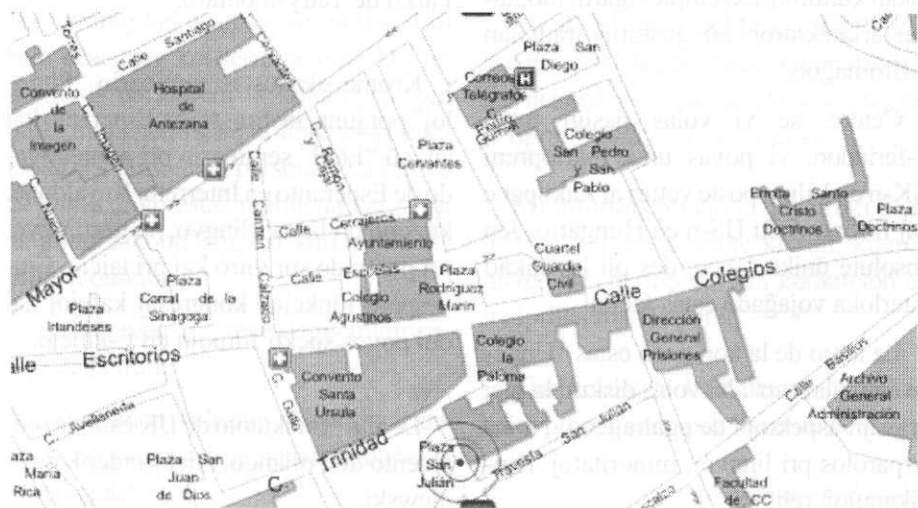 Calle Santiago
Plaza San
Diego
Correos y
Telégrafos
Convento
de
la
Imagen
Hospital
de
Antezana
Plaza
Cervantes
Colegio
San Pedro
y San
Pablo
Ermita Santo
Cristo
Doctrinos
Plaza
Doctrinos
Calle
Ayuntamiento
Cuartel
Guardia
Civil
Calle Colegios
Mayor
Plaza
Corral de la
Sinagoga
Calle Escritorios
Plaza
Irlandeses
Colegio
Agustinos
Plaza
Rodríguez
Marín
Dirección
General
Prisiones
Colegio
la
Paloma
Convento
Santa
Ursula
Archivo
General
Administración
C. Avellaneda
C. Trinidad
Plaza
San
Julián
San Julián
Calle
Plaza San
Juan
de Dios
aza
María
Rica
Facultad
de CC